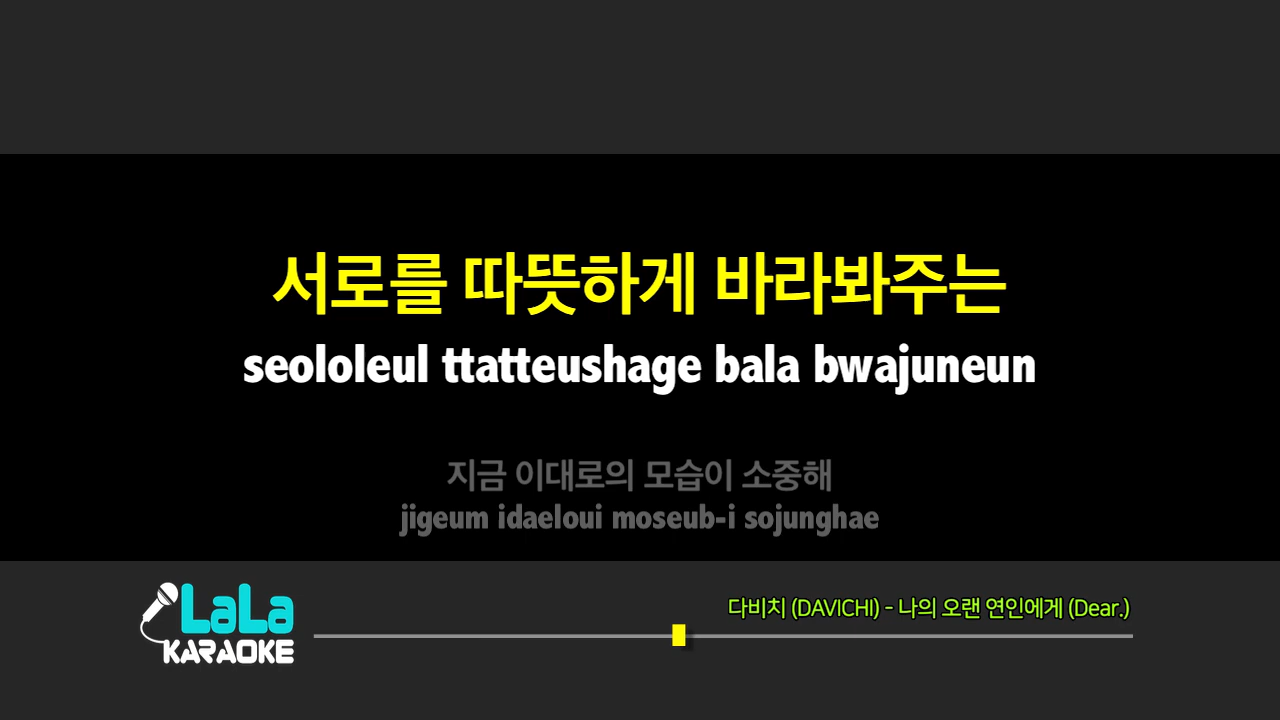 서로를 따뜻하게 바라봐주는
seololeul ttatteushage bala bwajuneun
지금 이대로의 모습이 소중해
jigeum idaeloui moseub-i sojunghae
LaLa
KARAOKE
다비치 (DAVICHI) - 나의 오랜 연인에게 (Dear.)